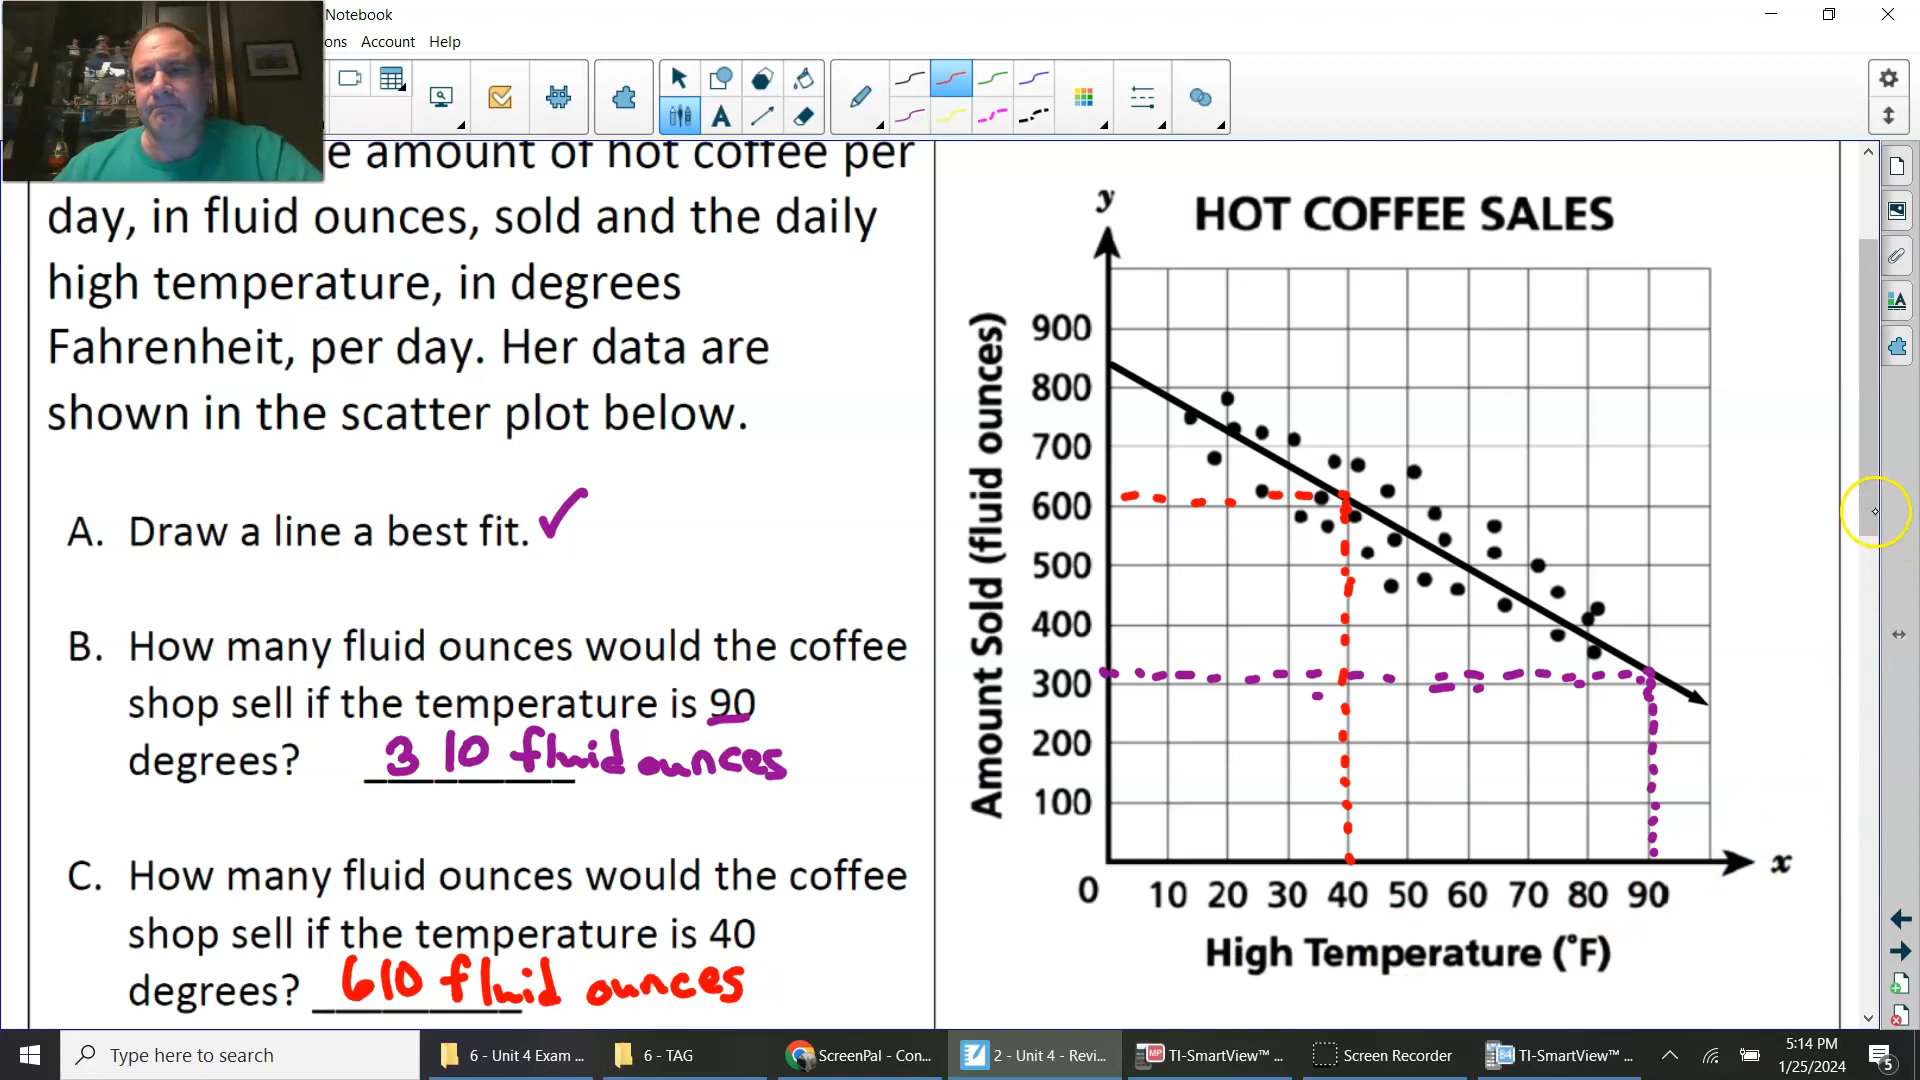 Notebook
ons Account Help
e amount of hot coffee per
day, in fluid ounces, sold and the daily
high temperature, in degrees
Fahrenheit, per day. Her data are
shown in the scatter plot below.
A. Draw a line a best fit. ✓
B. How many fluid ounces would the coffee
shop sell if the temperature is 90
degrees? 310 fluid ounces
C. How many fluid ounces would the coffee
shop sell if the temperature is 40
degrees? 610 fluid ounces
y
HOT COFFEE SALES
Amount Sold (fluid ounces)
900
800
700
600
500
400
300
200
100
x
0 10 20 30 40 50 60 70 80 90
High Temperature (°F)
Type here to search
6 - Unit 4 Exam ...
6 - TAG
ScreenPal - Con...
2 - Unit 4 - Revi...
TI-SmartView™ ...
Screen Recorder
TI-SmartView™ ...
5:14 PM
1/25/2024
5